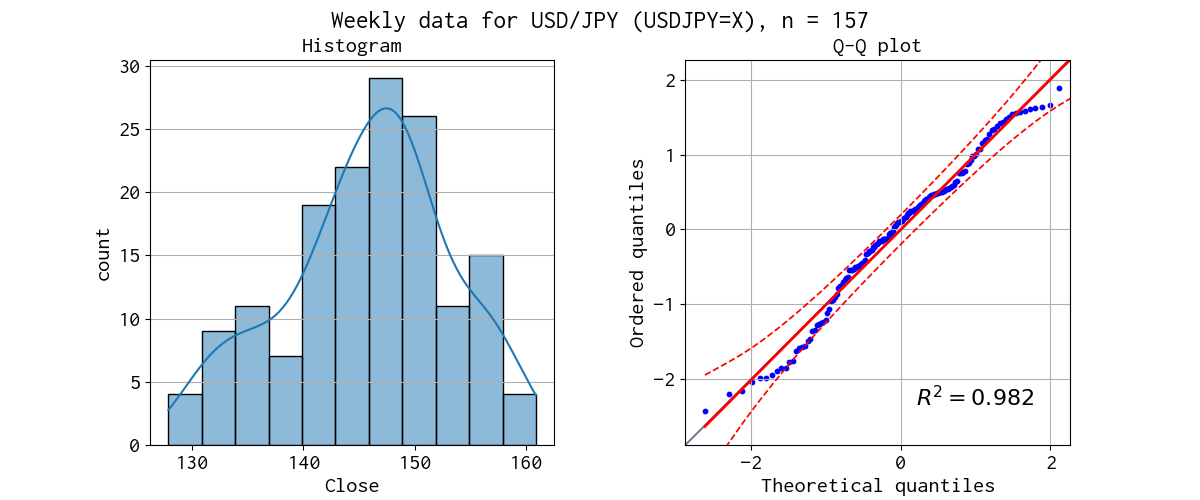 Weekly data for USD/JPY (USDJPY=X), n = 157
Histogram
30
25
20
15
10
5
0
count
130 140 150 160
Close
Q-Q plot
2
1
0
−1
−2
Ordered quantiles
R² = 0.982
−2 0 2
Theoretical quantiles